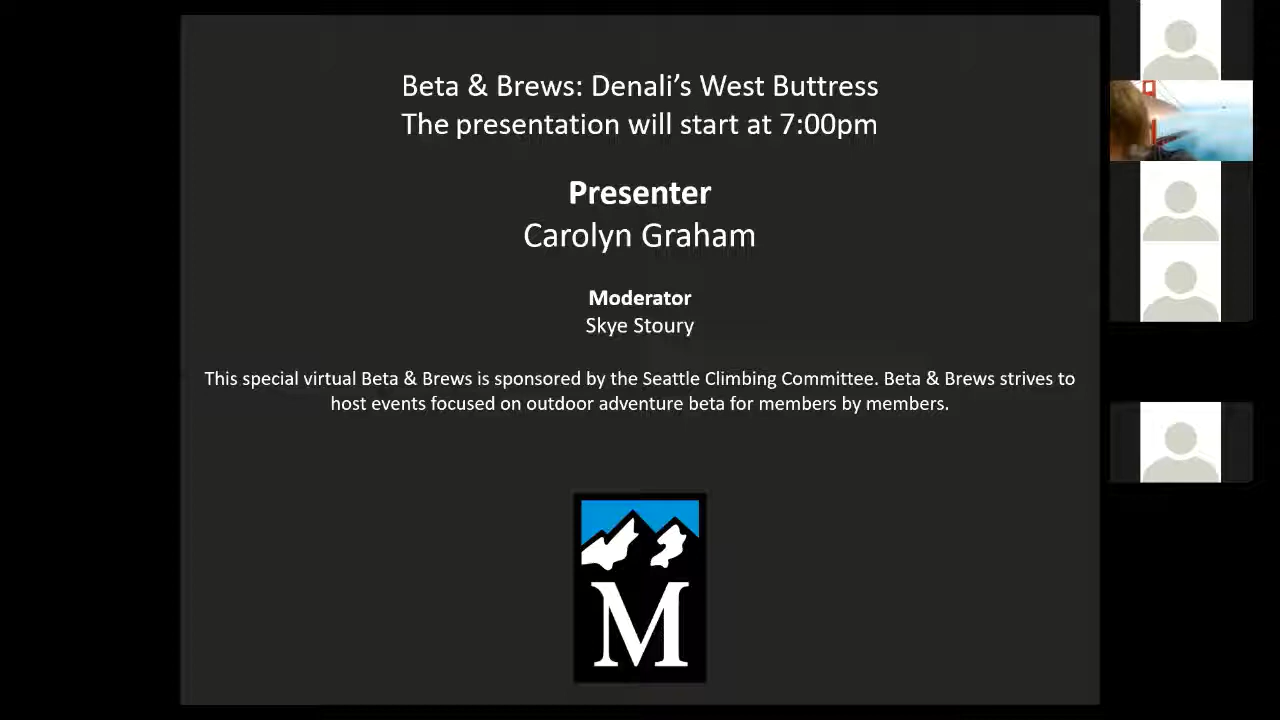 Beta & Brews: Denali’s West Buttress
The presentation will start at 7:00pm
Presenter
Carolyn Graham
Moderator
Skye Stoury
This special virtual Beta & Brews is sponsored by the Seattle Climbing Committee. Beta & Brews strives to
host events focused on outdoor adventure beta for members by members.
M